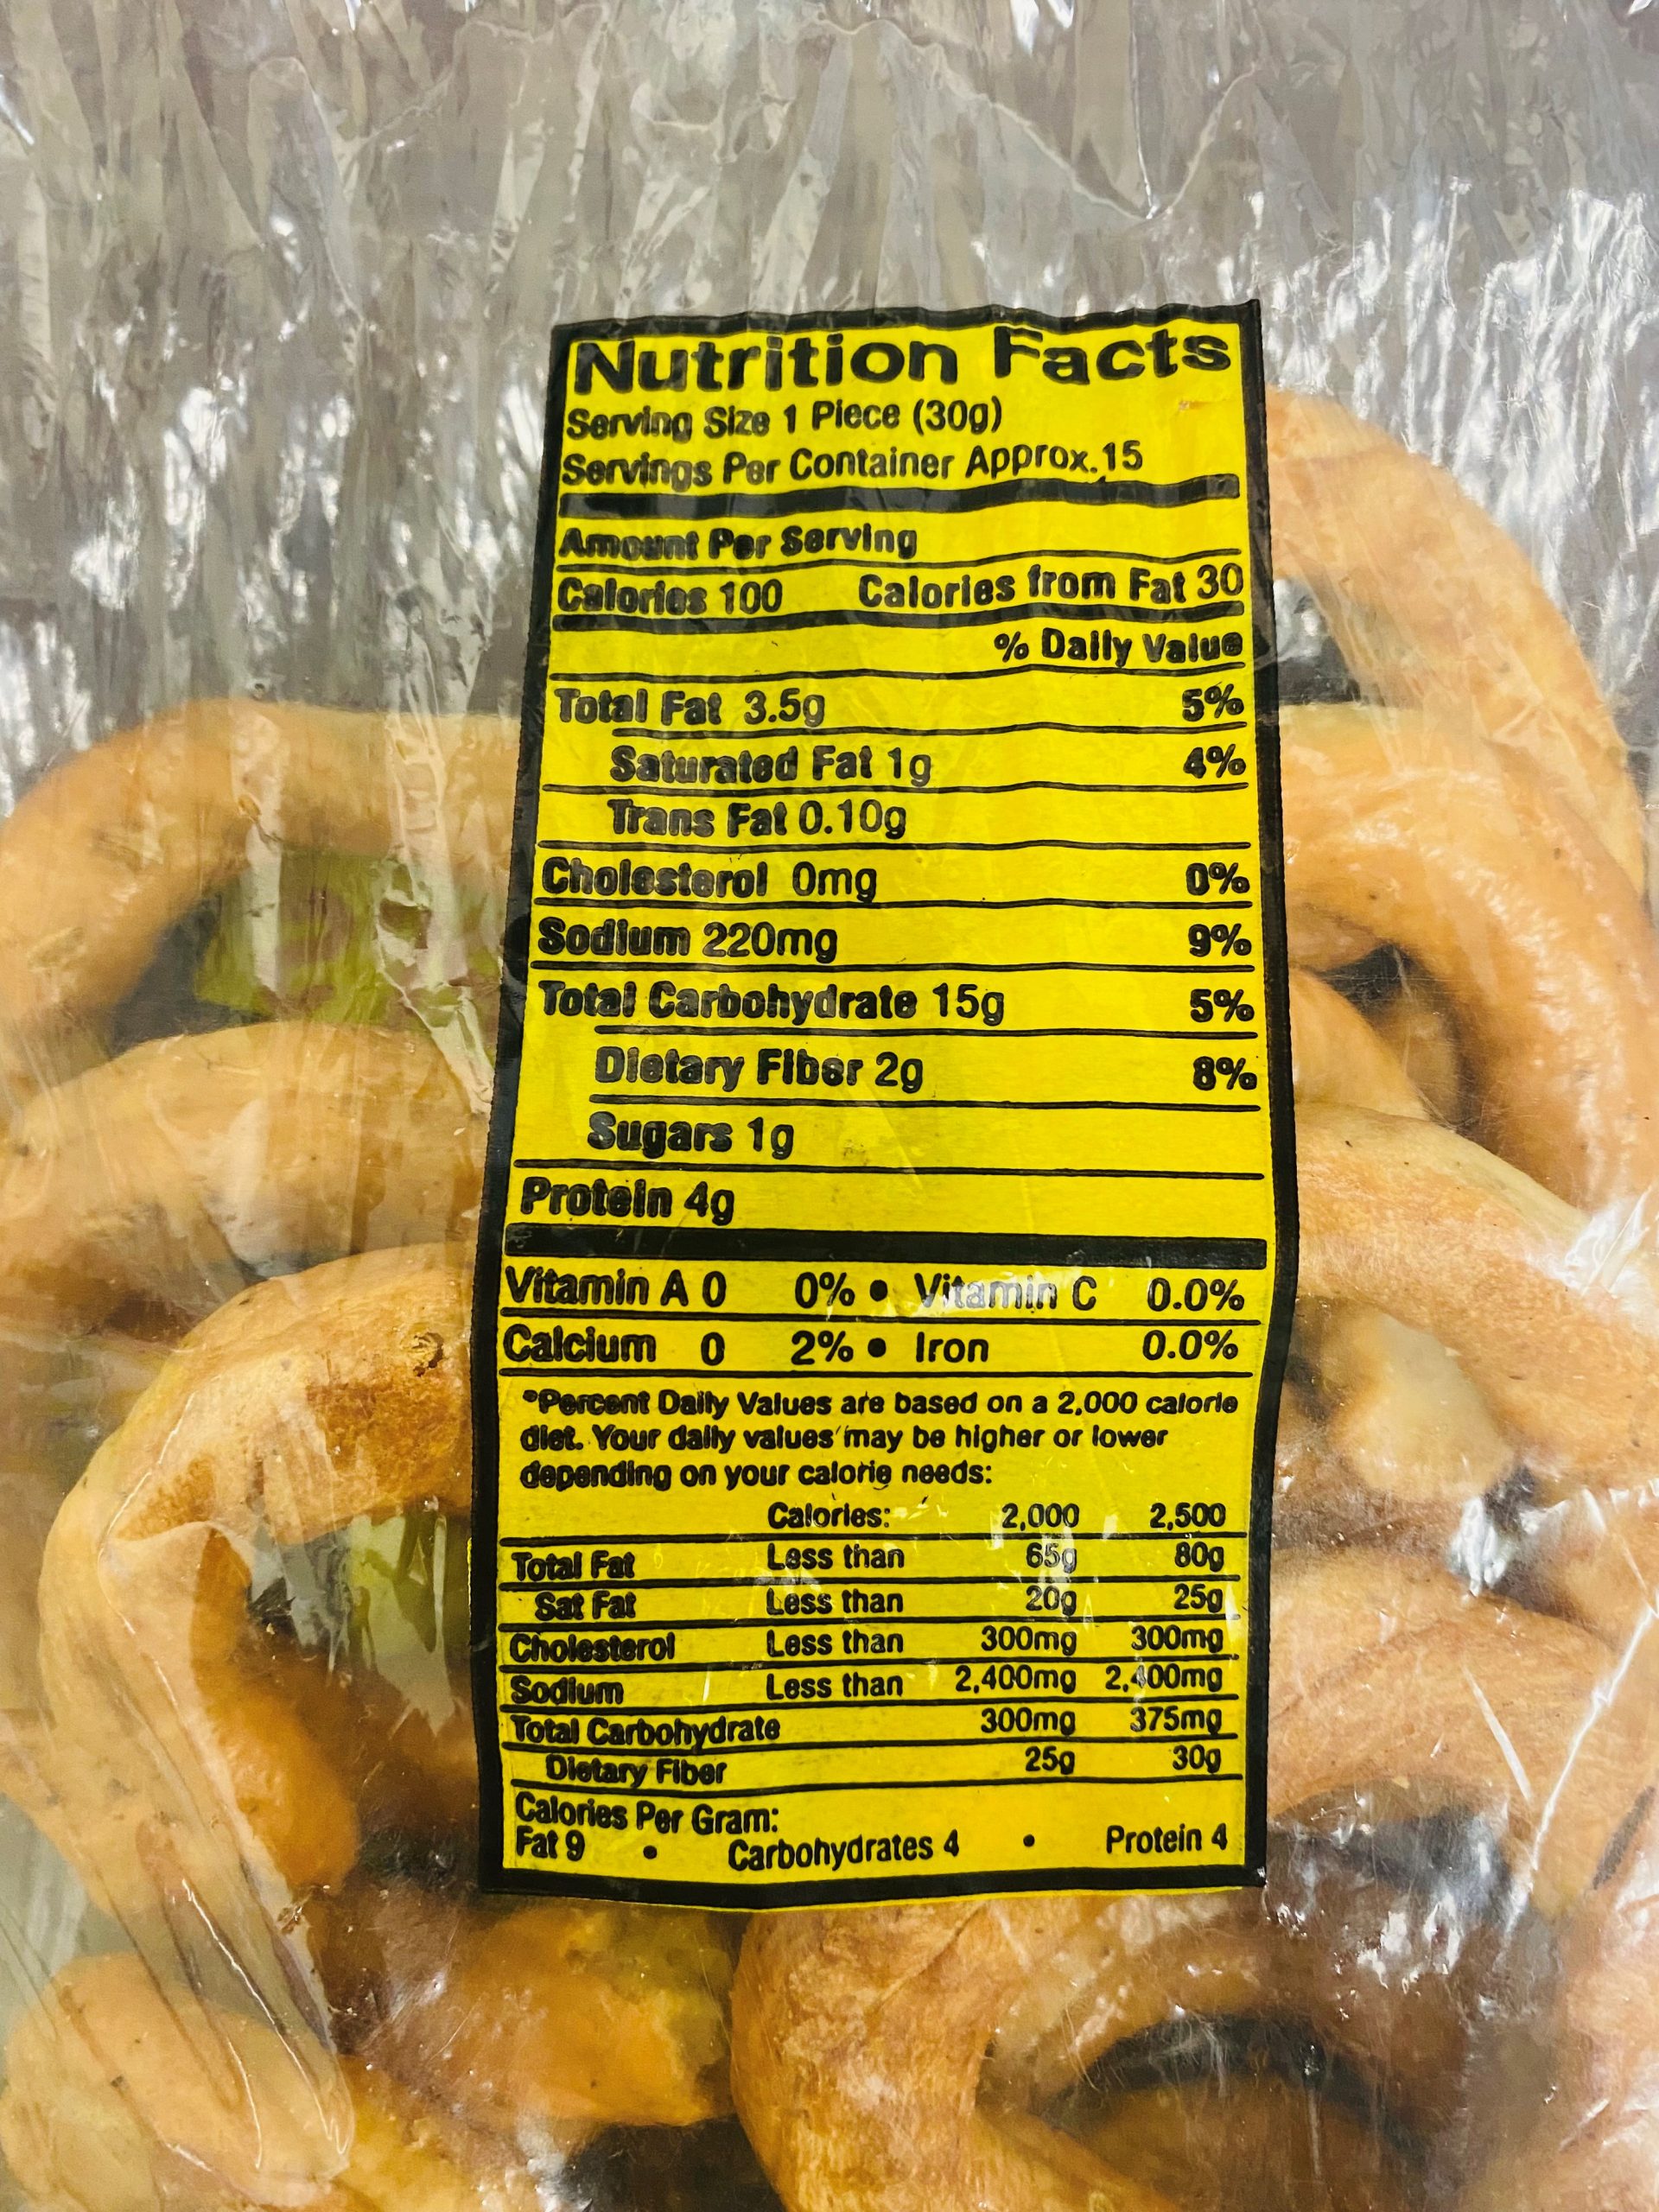 Nutrition Facts
Serving Size 1 Piece (30g)
Servings Per Container Approx.15
Amount Per Serving
Calories 100 Calories from Fat 30
% Daily Value
Total Fat 3.5g 5%
Saturated Fat 1g 4%
Trans Fat 0.10g
Cholesterol 0mg 0%
Sodium 220mg 9%
Total Carbohydrate 15g 5%
Dietary Fiber 2g 8%
Sugars 1g
Protein 4g
Vitamin A 0 0% • Vitamin C 0.0%
Calcium 0 2% • Iron 0.0%
*Percent Daily Values are based on a 2,000 calorie
diet. Your daily values may be higher or lower
depending on your calorie needs:
Calories: 2,000 2,500
Total Fat Less than 65g 80g
Sat Fat Less than 20g 25g
Cholesterol Less than 300mg 300mg
Sodium Less than 2,400mg 2,400mg
Total Carbohydrate 300mg 375mg
Dietary Fiber 25g 30g
Calories Per Gram:
Fat 9 • Carbohydrates 4 • Protein 4